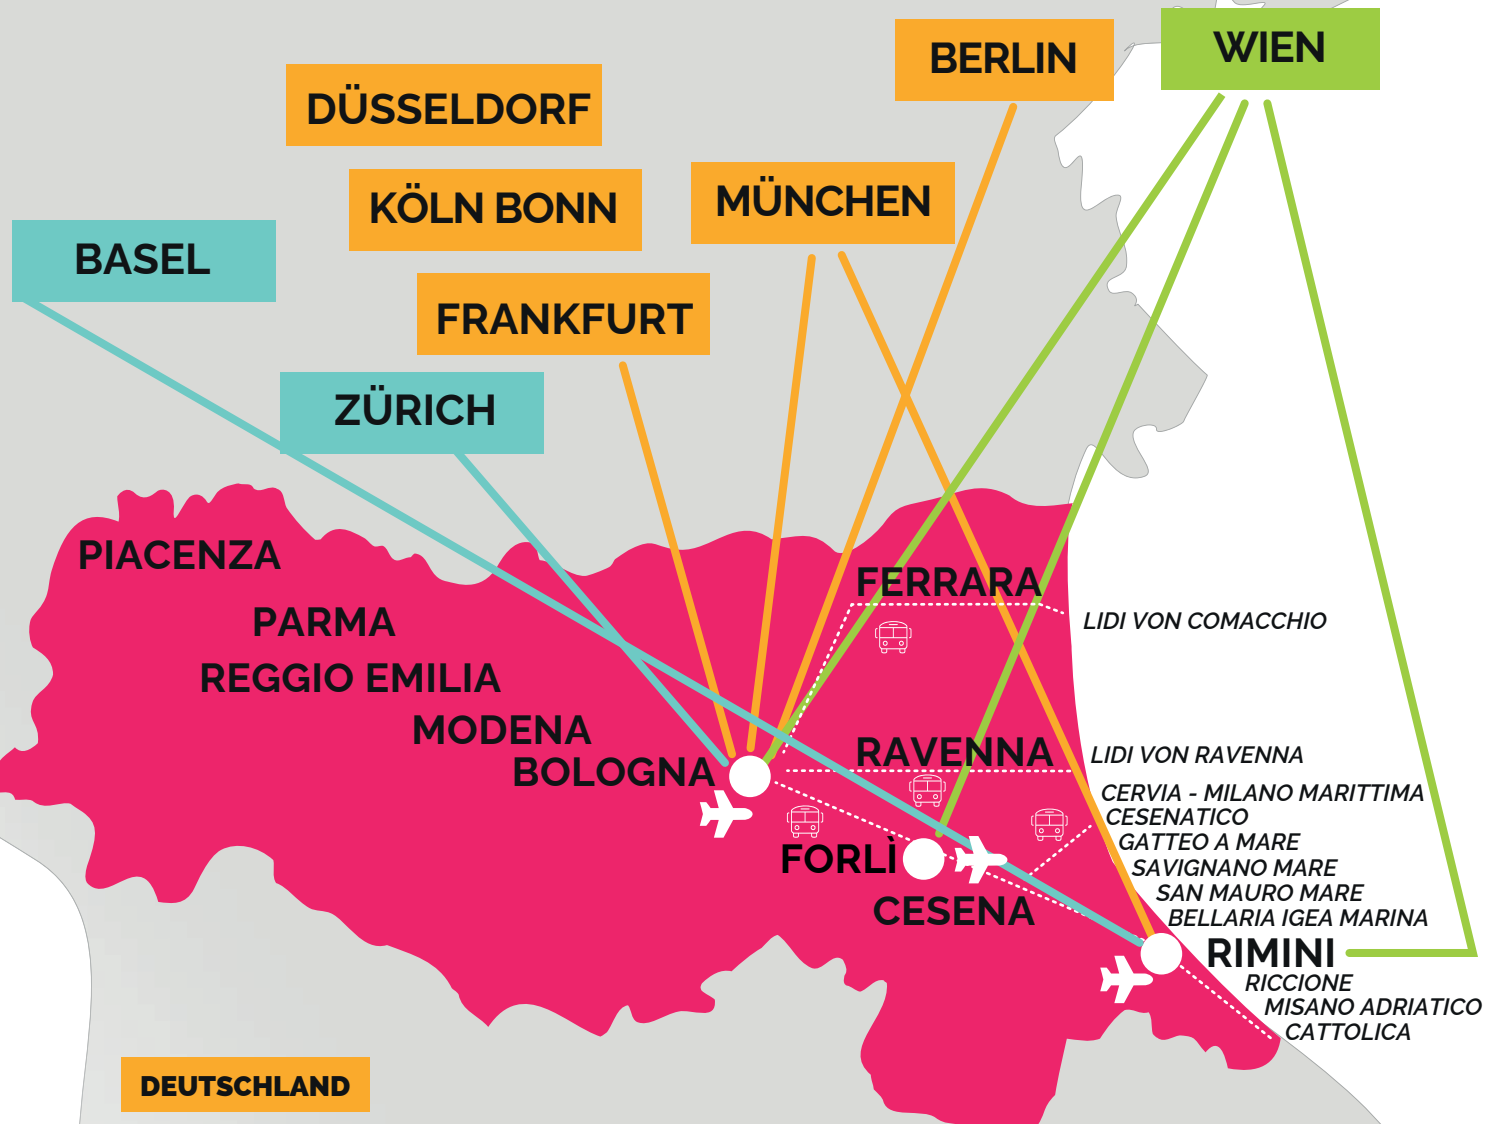 WIEN
BERLIN
DÜSSELDORF
KÖLN BONN
MÜNCHEN
BASEL
FRANKFURT
ZÜRICH
PIACENZA
FERRARA
PARMA
LIDI VON COMACCHIO
REGGIO EMILIA
MODENA
BOLOGNA
RAVENNA
LIDI VON RAVENNA
CERVIA - MILANO MARITTIMA
CESENATICO
GATTEO A MARE
FORLÌ
SAVIGNANO MARE
SAN MAURO MARE
CESENA
BELLARIA IGEA MARINA
RIMINI
RICCIONE
MISANO ADRIATICO
CATTOLICA
DEUTSCHLAND